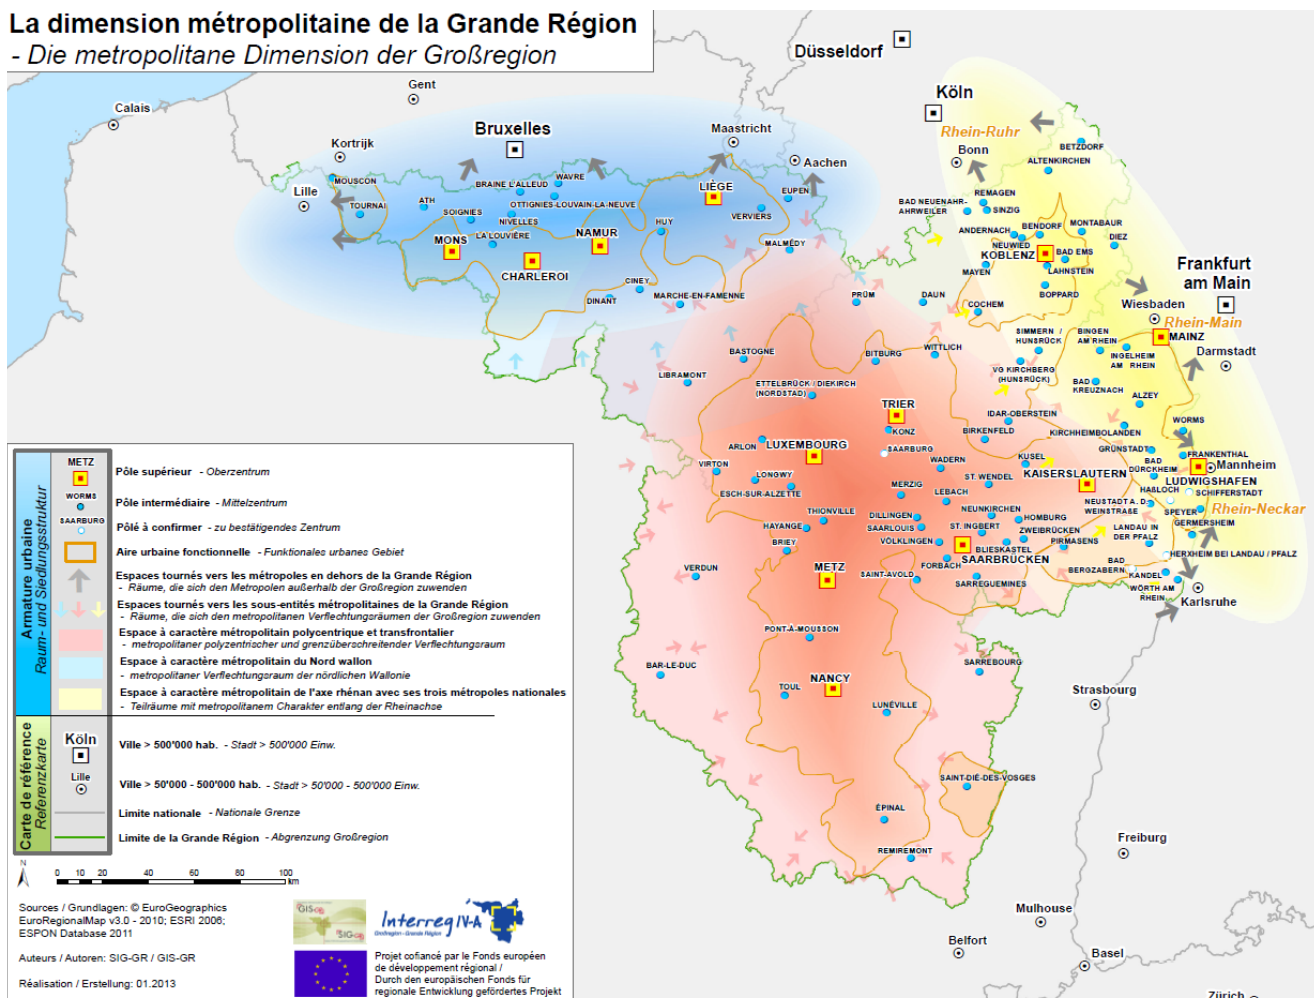 La dimension métropolitaine de la Grande Région
- Die metropolitane Dimension der Großregion
Düsseldorf
Köln
Rhein-Ruhr
Bonn
Gent
Calais
Bruxelles
Maastricht
Aachen
Kortrijk
Lille
MOUSCON
TOURNAI
ATH
SOIGNIES
BRAINE L'ALLEUD
WAVRE
OTTIGNIES-LOUVAIN-LA-NEUVE
NIVELLES
LA LOUVIÈRE
MONS
CHARLEROI
NAMUR
HUY
LIÈGE
VERVIERS
EUPEN
MALMÉDY
CINEY
DINANT
MARCHE-EN-FAMENNE
BETZDORF
ALTENKIRCHEN
REMAGEN
BAD NEUENAHR-
AHRWEILER
SINZIG
ANDERNACH
BENDORF
MONTABAUR
NEUWIED
DIEZ
KOBLENZ
BAD EMS
LAHNSTEIN
MAYEN
BOPPARD
COCHEM
DAUN
PRÜM
Frankfurt
am Main
Wiesbaden
Rhein-Main
MAINZ
Darmstadt
SIMMERN /
HUNSRÜCK
BINGEN
AM RHEIN
INGELHEIM
AM RHEIN
VG KIRCHBERG
(HUNSRÜCK)
BAD
KREUZNACH
ALZEY
WITTLICH
BITBURG
BASTOGNE
LIBRAMONT
ETTELBRÜCK / DIEKIRCH
(NORDSTAD)
TRIER
KONZ
SAARBURG
IDAR-OBERSTEIN
BIRKENFELD
KIRCHHEIMBOLANDEN
WORMS
GRÜNSTADT
FRANKENTHAL
Mannheim
BAD
DÜRCKHEIM
LUDWIGSHAFEN
HAßLOCH
SCHIFFERSTADT
NEUSTADT A. D.
WEINSTRAßE
SPEYER
Rhein-Neckar
GERMERSHEIM
LANDAU IN
DER PFALZ
HERXHEIM BEI LANDAU / PFALZ
BAD
BERGZABERN
KANDEL
WÖRTH AM
RHEIN
Karlsruhe
ARLON
LUXEMBOURG
VIRTON
LONGWY
ESCH-SUR-ALZETTE
WADERN
KUSEL
KAISERSLAUTERN
MERZIG
ST. WENDEL
LEBACH
THIONVILLE
HAYANGE
BRIEY
DILLINGEN
SAARLOUIS
VÖLKLINGEN
NEUNKIRCHEN
ST. INGBERT
HOMBURG
ZWEIBRÜCKEN
PIRMASENS
BLIESKASTEL
SAARBRÜCKEN
FORBACH
SARREGUEMINES
SAINT-AVOLD
VERDUN
METZ
PONT-À-MOUSSON
BAR-LE-DUC
TOUL
NANCY
LUNÉVILLE
SARREBOURG
SAINT-DIÉ-DES-VOSGES
ÉPINAL
REMIREMONT
Strasbourg
Freiburg
Mulhouse
Belfort
Basel
Zürich
Armature urbaine
Raum- und Siedlungsstruktur
METZ
Pôle supérieur - Oberzentrum
WORMS
Pôle intermédiaire - Mittelzentrum
SAARBURG
Pôlé à confirmer - zu bestätigendes Zentrum
Aire urbaine fonctionnelle - Funktionales urbanes Gebiet
Espaces tournés vers les métropoles en dehors de la Grande Région
- Räume, die sich den Metropolen außerhalb der Großregion zuwenden
Espaces tournés vers les sous-entités métropolitaines de la Grande Région
- Räume, die sich den metropolitanen Verflechtungsräumen der Großregion zuwenden
Espace à caractère métropolitain polycentrique et transfrontalier
- metropolitaner polyzentrischer und grenzüberschreitender Verflechtungsraum
Espace à caractère métropolitain du Nord wallon
- metropolitaner Verflechtungsraum der nördlichen Wallonie
Espace à caractère métropolitain de l'axe rhénan avec ses trois métropoles nationales
- Teilräume mit metropolitanem Charakter entlang der Rheinachse
Carte de référence
Referenzkarte
Köln
Ville > 500'000 hab. - Stadt > 500'000 Einw.
Lille
Ville > 50'000 - 500'000 hab. - Stadt > 50'000 - 500'000 Einw.
Limite nationale - Nationale Grenze
Limite de la Grande Région - Abgrenzung Großregion
N
0 10 20 40 60 80 100
km
Sources / Grundlagen: © EuroGeographics
EuroRegionalMap v3.0 - 2010; ESRI 2006;
ESPON Database 2011
Auteurs / Autoren: SIG-GR / GIS-GR
Réalisation / Erstellung: 01.2013
GIS-GR
SIG-GR
Interreg IV-A
Großregion - Grande Région
Projet cofinancé par le Fonds européen
de développement régional /
Durch den europäischen Fonds für
regionale Entwicklung gefördertes Projekt